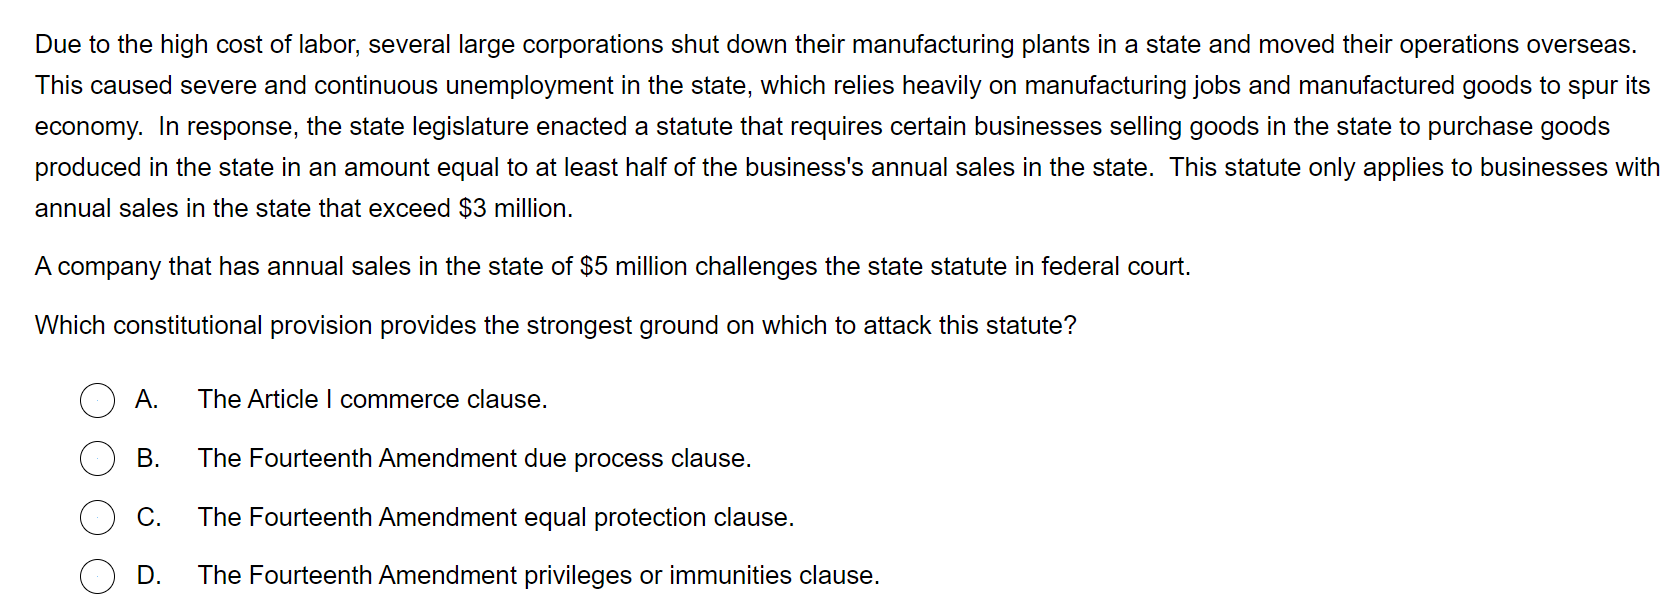 Due to the high cost of labor, several large corporations shut down their manufacturing plants in a state and moved their operations overseas.
This caused severe and continuous unemployment in the state, which relies heavily on manufacturing jobs and manufactured goods to spur its
economy.  In response, the state legislature enacted a statute that requires certain businesses selling goods in the state to purchase goods
produced in the state in an amount equal to at least half of the business's annual sales in the state.  This statute only applies to businesses with
annual sales in the state that exceed $3 million.
A company that has annual sales in the state of $5 million challenges the state statute in federal court.
Which constitutional provision provides the strongest ground on which to attack this statute?
A. The Article I commerce clause.
B. The Fourteenth Amendment due process clause.
C. The Fourteenth Amendment equal protection clause.
D. The Fourteenth Amendment privileges or immunities clause.